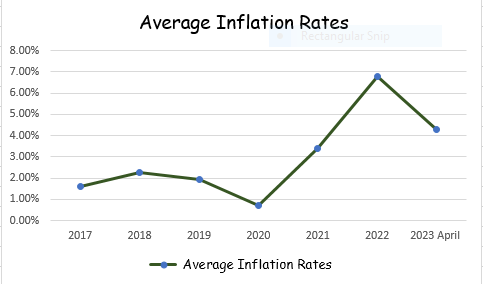 Average Inflation Rates
Rectangular Snip
8.00%
7.00%
6.00%
5.00%
4.00%
3.00%
2.00%
1.00%
0.00%
2017 2018 2019 2020 2021 2022 2023 April
Average Inflation Rates